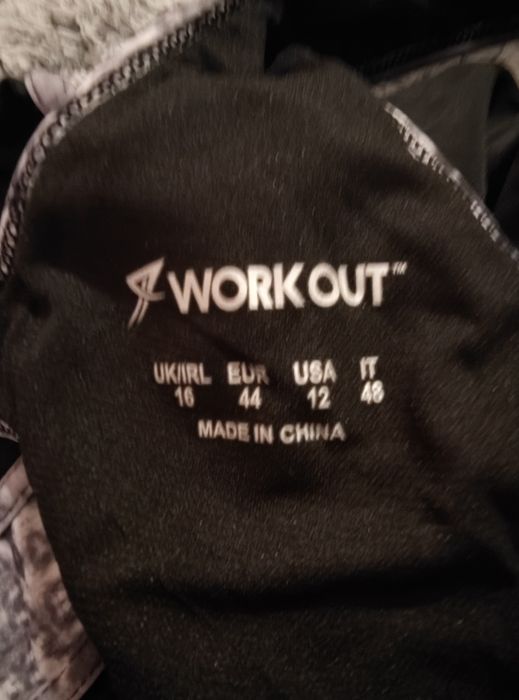 WORKOUT™
UK/IRL EUR USA IT
16 44 12 48
MADE IN CHINA